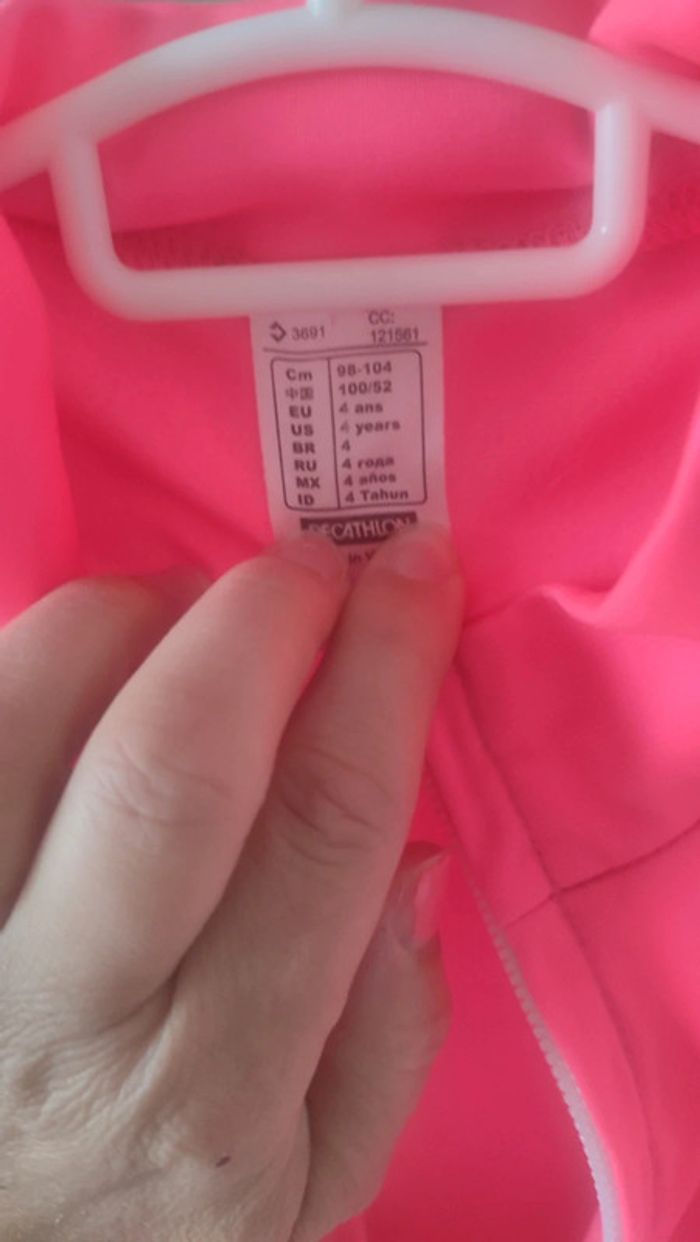 3691 CC:
121561
Cm 98-104
中国 100/52
EU 4 ans
US 4 years
BR 4
RU 4 года
MX 4 años
ID 4 Tahun
DECATHLON